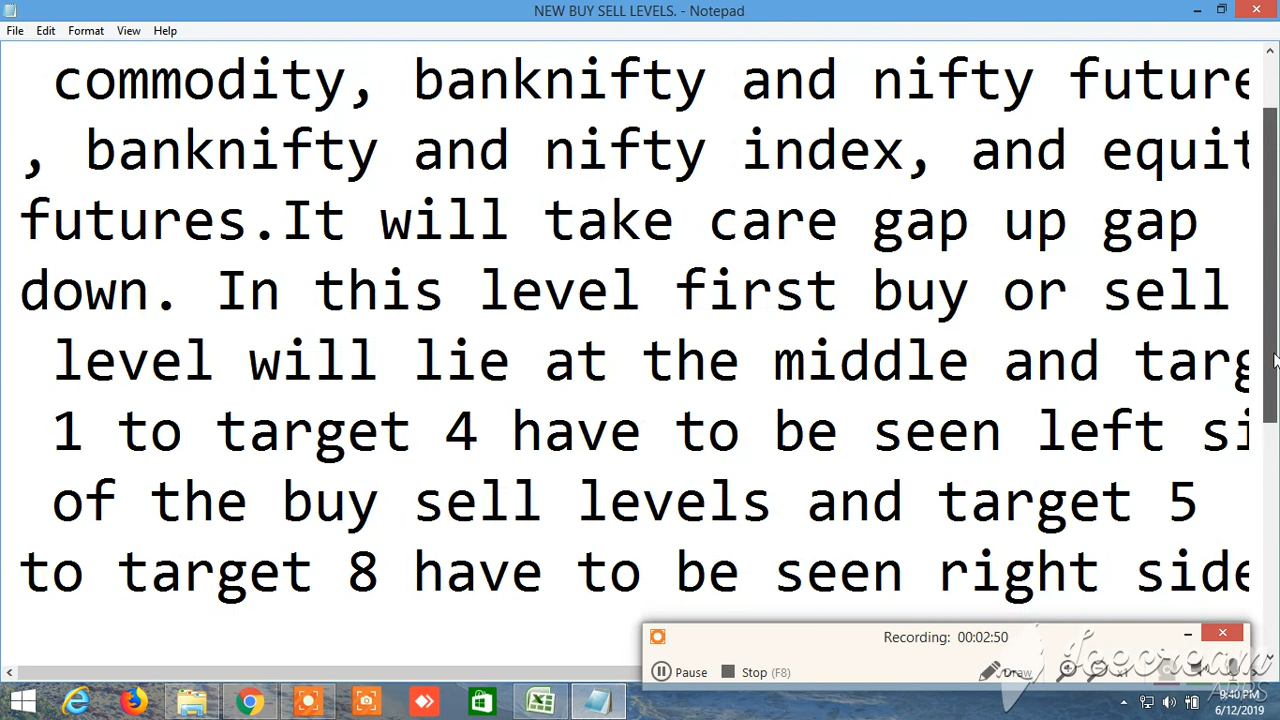 NEW BUY SELL LEVELS. - Notepad
File Edit Format View Help
commodity, banknifty and nifty future
, banknifty and nifty index, and equit
futures.It will take care gap up gap
down. In this level first buy or sell
level will lie at the middle and targ
1 to target 4 have to be seen left si
of the buy sell levels and target 5
to target 8 have to be seen right side
Recording: 00:02:50
Pause Stop (F8) Draw x1
Icecream
APPS
9:40 PM
6/12/2019